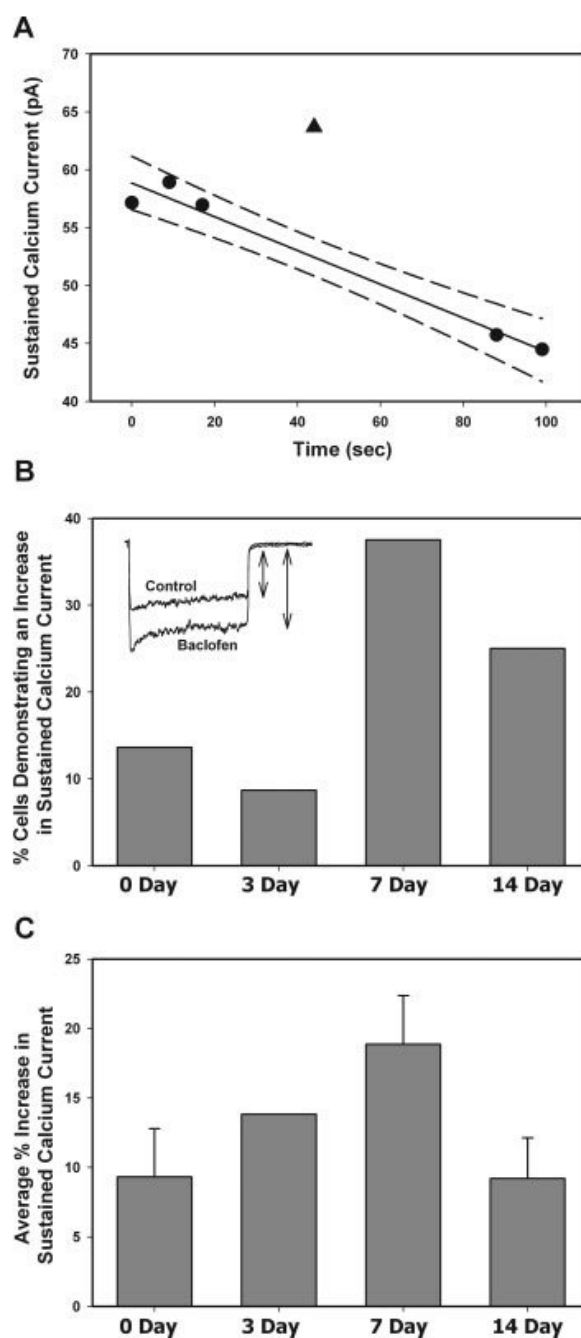 A
Sustained Calcium Current (pA)
70
65
60
55
50
45
40
0 20 40 60 80 100
Time (sec)
B
% Cells Demonstrating an Increase
in Sustained Calcium Current
40
30
20
10
0
Control
Baclofen
0 Day 3 Day 7 Day 14 Day
C
Average % Increase in
Sustained Calcium Current
25
20
15
10
5
0
0 Day 3 Day 7 Day 14 Day